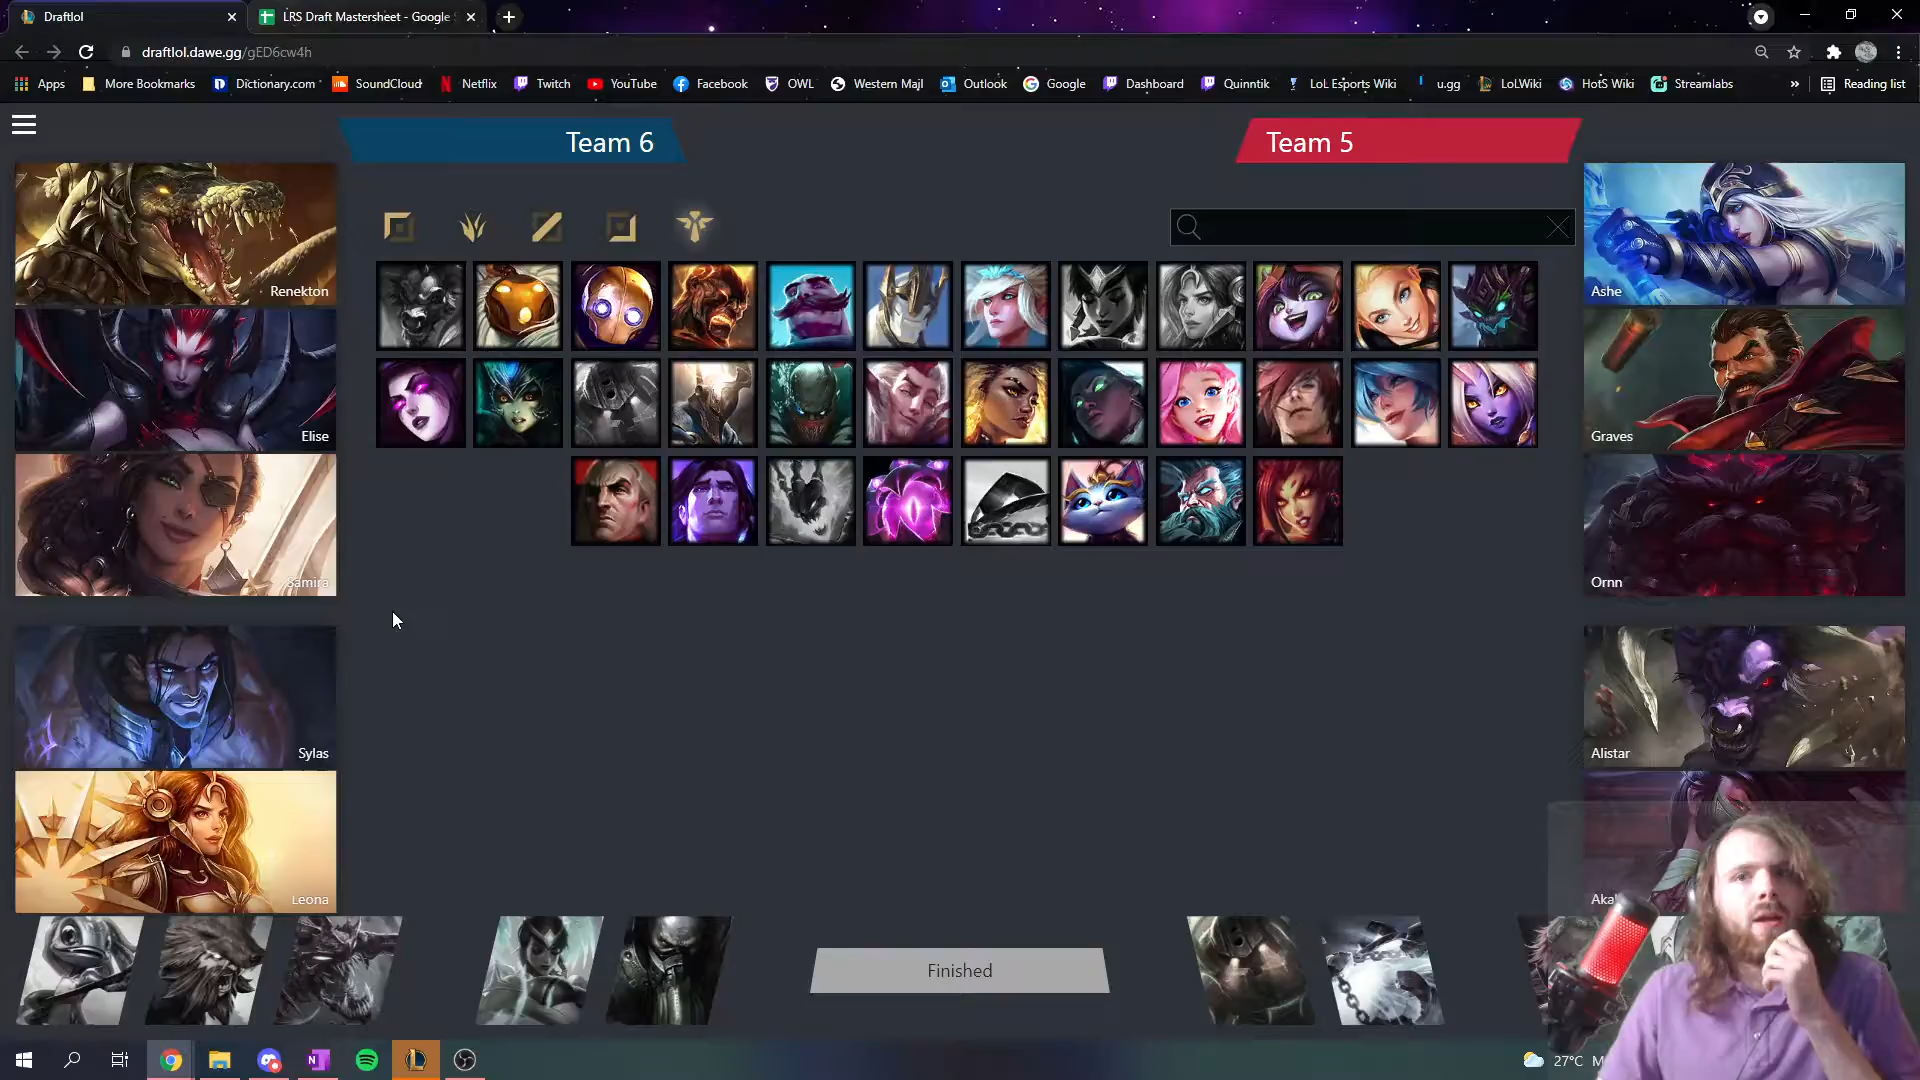 Draftlol
LRS Draft Mastersheet - Google S
draftlol.dawe.gg/gED6cw4h
Apps
More Bookmarks
Dictionary.com
SoundCloud
Netflix
Twitch
YouTube
Facebook
OWL
Western Majl
Outlook
Google
Dashboard
Quinntik
LoL Esports Wiki
u.gg
LoLWiki
HotS Wiki
Streamlabs
»
Reading list
Team 6
Team 5
Renekton
Elise
Samira
Sylas
Leona
Ashe
Graves
Ornn
Alistar
Aka
Finished
27°C M